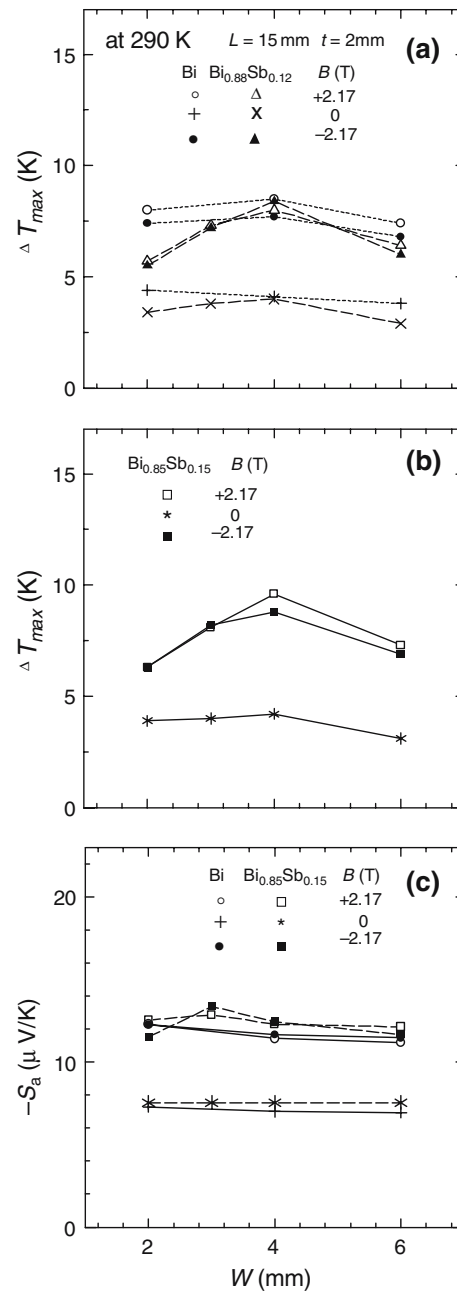 at 290 K L = 15 mm t = 2mm (a)
Bi Bi0.88Sb0.12 B (T)
+2.17
0
−2.17
Δ Tmax (K)
15
10
5
0
(b)
Bi0.85Sb0.15 B (T)
+2.17
0
−2.17
Δ Tmax (K)
15
10
5
0
(c)
Bi Bi0.85Sb0.15 B (T)
+2.17
0
−2.17
−Sa (μ V/K)
20
10
0
2 4 6
W (mm)